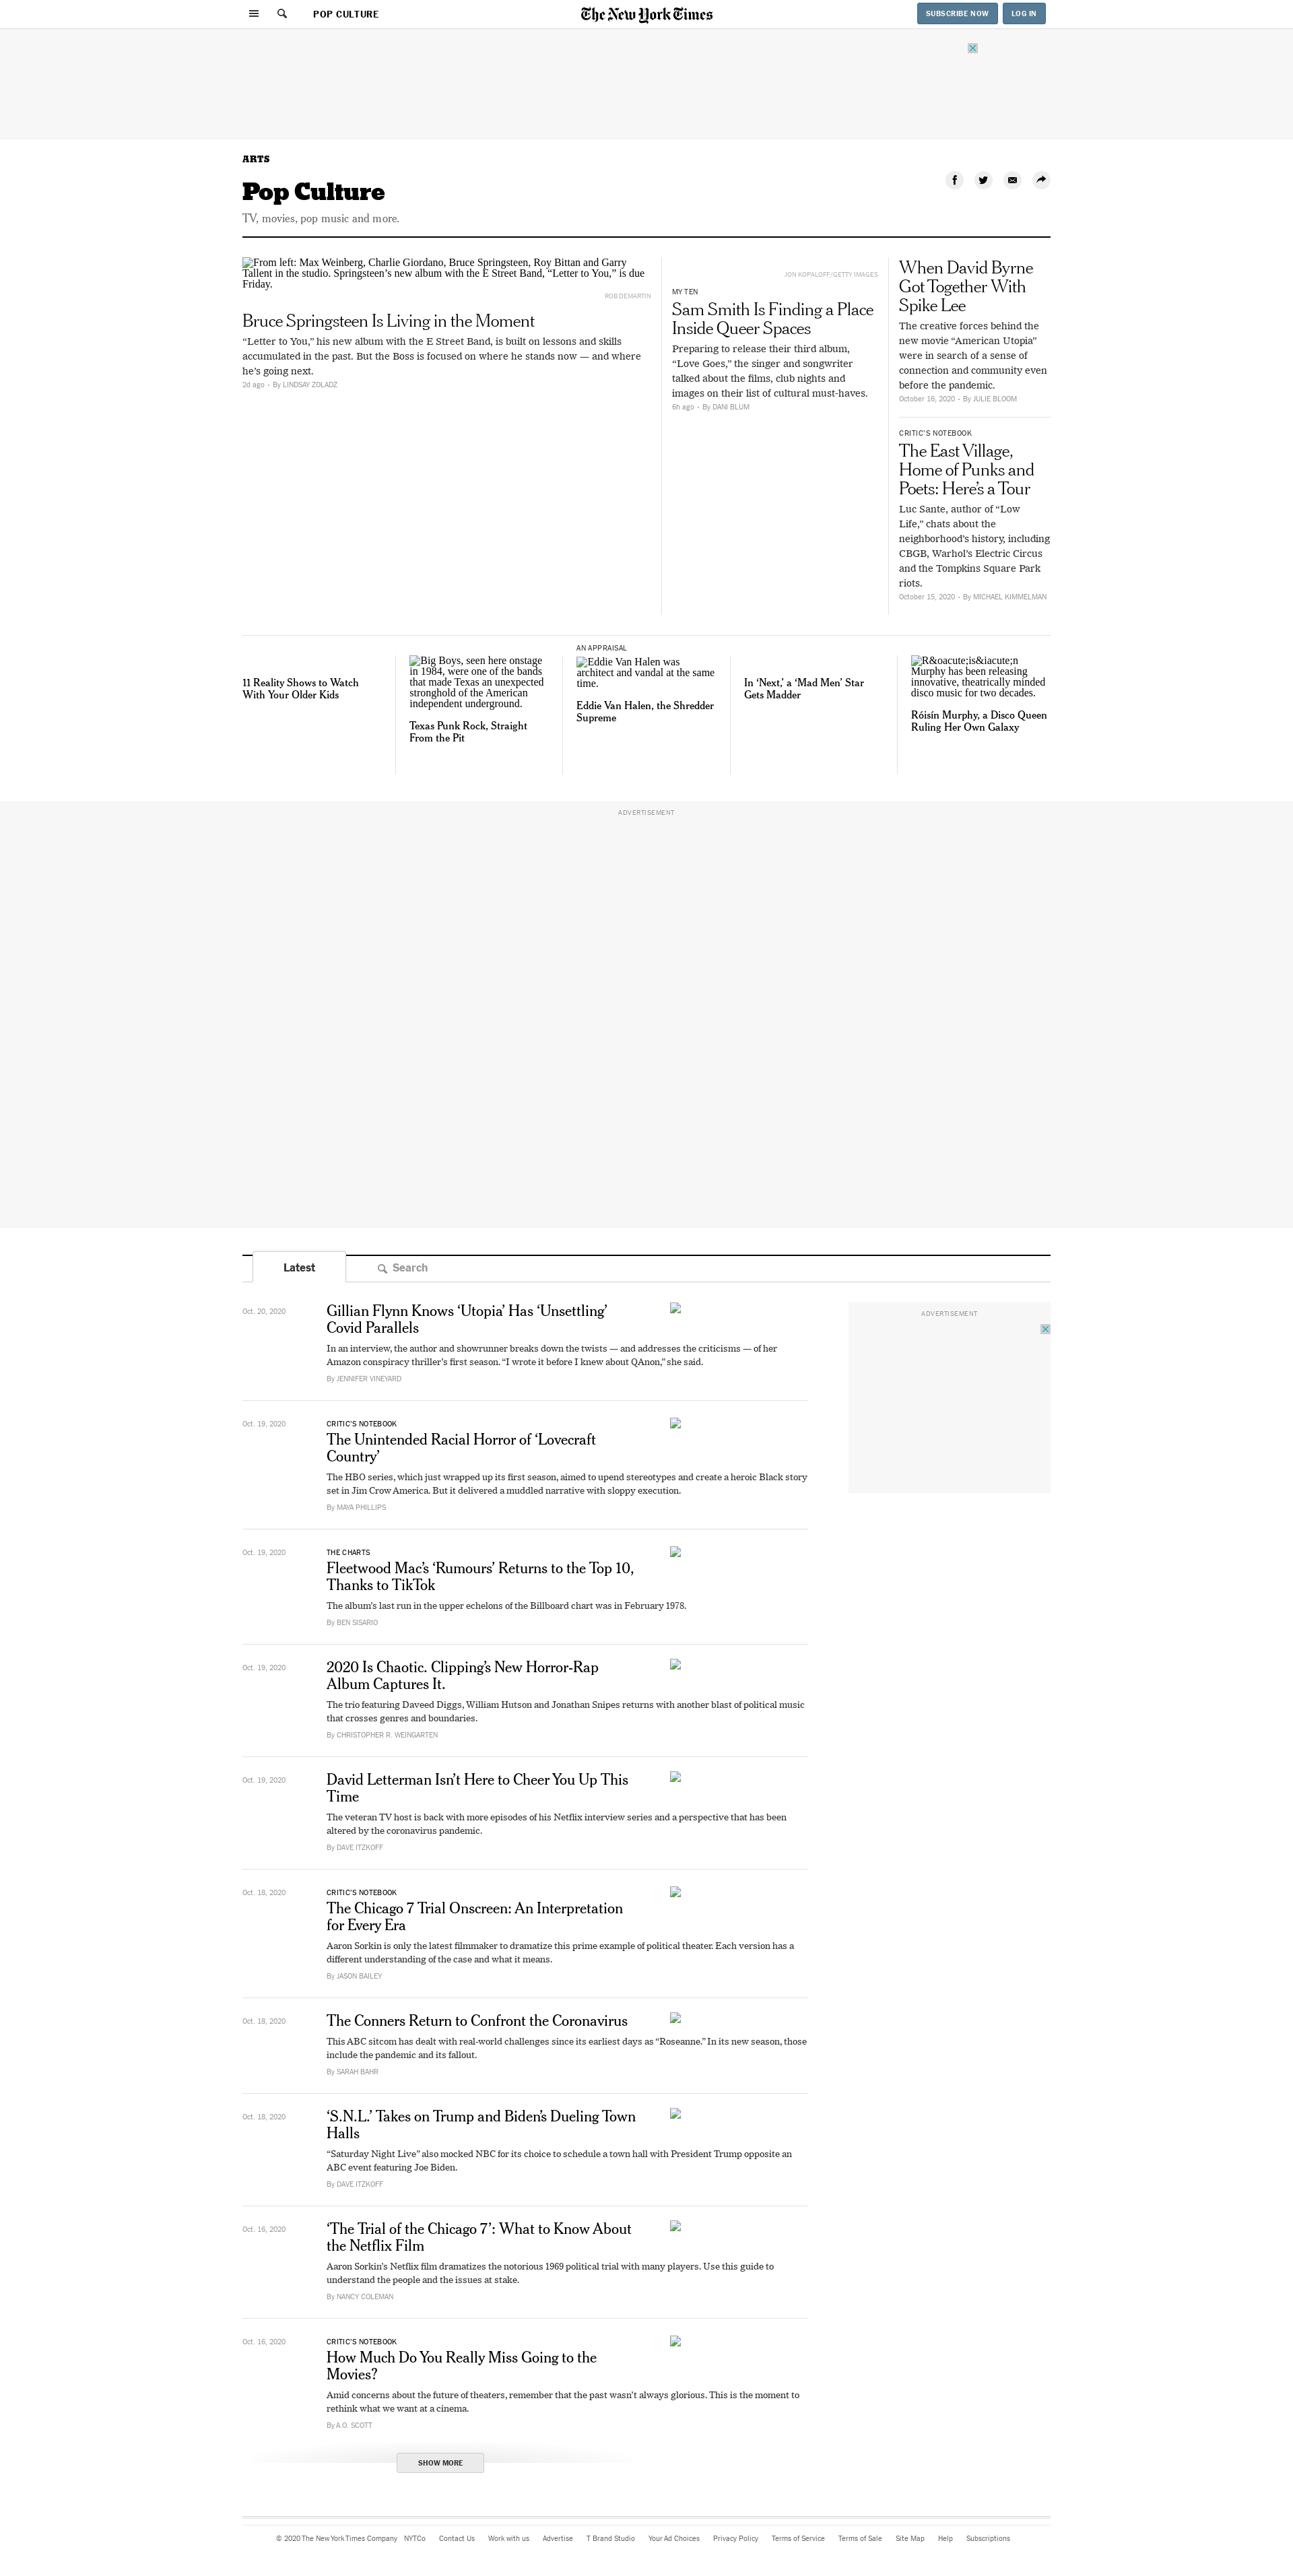 POP CULTURE
The New York Times
SUBSCRIBE NOW
LOG IN
ARTS
Pop Culture
TV, movies, pop music and more.
From left: Max Weinberg, Charlie Giordano, Bruce Springsteen, Roy Bittan and Garry
Tallent in the studio. Springsteen’s new album with the E Street Band, “Letter to You,” is due
Friday.
ROB DEMARTIN
Bruce Springsteen Is Living in the Moment
“Letter to You,” his new album with the E Street Band, is built on lessons and skills
accumulated in the past. But the Boss is focused on where he stands now — and where
he’s going next.
2d ago • By LINDSAY ZOLADZ
JON KOPALOFF/GETTY IMAGES
MY TEN
Sam Smith Is Finding a Place
Inside Queer Spaces
Preparing to release their third album,
“Love Goes,” the singer and songwriter
talked about the films, club nights and
images on their list of cultural must-haves.
6h ago • By DANI BLUM
When David Byrne
Got Together With
Spike Lee
The creative forces behind the
new movie “American Utopia”
were in search of a sense of
connection and community even
before the pandemic.
October 16, 2020 • By JULIE BLOOM
CRITIC’S NOTEBOOK
The East Village,
Home of Punks and
Poets: Here’s a Tour
Luc Sante, author of “Low
Life,” chats about the
neighborhood’s history, including
CBGB, Warhol’s Electric Circus
and the Tompkins Square Park
riots.
October 15, 2020 • By MICHAEL KIMMELMAN
11 Reality Shows to Watch
With Your Older Kids
Big Boys, seen here onstage
in 1984, were one of the bands
that made Texas an unexpected
stronghold of the American
independent underground.
Texas Punk Rock, Straight
From the Pit
AN APPRAISAL
Eddie Van Halen was
architect and vandal at the same
time.
Eddie Van Halen, the Shredder
Supreme
In ‘Next,’ a ‘Mad Men’ Star
Gets Madder
R&oacute;is&iacute;n
Murphy has been releasing
innovative, theatrically minded
disco music for two decades.
Róisín Murphy, a Disco Queen
Ruling Her Own Galaxy
ADVERTISEMENT
Latest
Search
ADVERTISEMENT
Oct. 20, 2020
Gillian Flynn Knows ‘Utopia’ Has ‘Unsettling’
Covid Parallels
In an interview, the author and showrunner breaks down the twists — and addresses the criticisms — of her
Amazon conspiracy thriller’s first season. “I wrote it before I knew about QAnon,” she said.
By JENNIFER VINEYARD
Oct. 19, 2020
CRITIC’S NOTEBOOK
The Unintended Racial Horror of ‘Lovecraft
Country’
The HBO series, which just wrapped up its first season, aimed to upend stereotypes and create a heroic Black story
set in Jim Crow America. But it delivered a muddled narrative with sloppy execution.
By MAYA PHILLIPS
Oct. 19, 2020
THE CHARTS
Fleetwood Mac’s ‘Rumours’ Returns to the Top 10,
Thanks to TikTok
The album’s last run in the upper echelons of the Billboard chart was in February 1978.
By BEN SISARIO
Oct. 19, 2020
2020 Is Chaotic. Clipping’s New Horror-Rap
Album Captures It.
The trio featuring Daveed Diggs, William Hutson and Jonathan Snipes returns with another blast of political music
that crosses genres and boundaries.
By CHRISTOPHER R. WEINGARTEN
Oct. 19, 2020
David Letterman Isn’t Here to Cheer You Up This
Time
The veteran TV host is back with more episodes of his Netflix interview series and a perspective that has been
altered by the coronavirus pandemic.
By DAVE ITZKOFF
Oct. 18, 2020
CRITIC’S NOTEBOOK
The Chicago 7 Trial Onscreen: An Interpretation
for Every Era
Aaron Sorkin is only the latest filmmaker to dramatize this prime example of political theater. Each version has a
different understanding of the case and what it means.
By JASON BAILEY
Oct. 18, 2020
The Conners Return to Confront the Coronavirus
This ABC sitcom has dealt with real-world challenges since its earliest days as “Roseanne.” In its new season, those
include the pandemic and its fallout.
By SARAH BAHR
Oct. 18, 2020
‘S.N.L.’ Takes on Trump and Biden’s Dueling Town
Halls
“Saturday Night Live” also mocked NBC for its choice to schedule a town hall with President Trump opposite an
ABC event featuring Joe Biden.
By DAVE ITZKOFF
Oct. 16, 2020
‘The Trial of the Chicago 7’: What to Know About
the Netflix Film
Aaron Sorkin’s Netflix film dramatizes the notorious 1969 political trial with many players. Use this guide to
understand the people and the issues at stake.
By NANCY COLEMAN
Oct. 16, 2020
CRITIC’S NOTEBOOK
How Much Do You Really Miss Going to the
Movies?
Amid concerns about the future of theaters, remember that the past wasn’t always glorious. This is the moment to
rethink what we want at a cinema.
By A.O. SCOTT
SHOW MORE
© 2020 The New York Times Company NYTCo Contact Us Work with us Advertise T Brand Studio Your Ad Choices Privacy Policy Terms of Service Terms of Sale Site Map Help Subscriptions